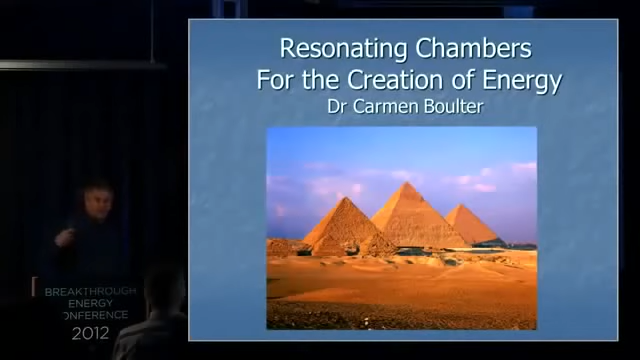 Resonating Chambers
For the Creation of Energy
Dr Carmen Boulter
BREAKTHROUGH
ENERGY
CONFERENCE
2012